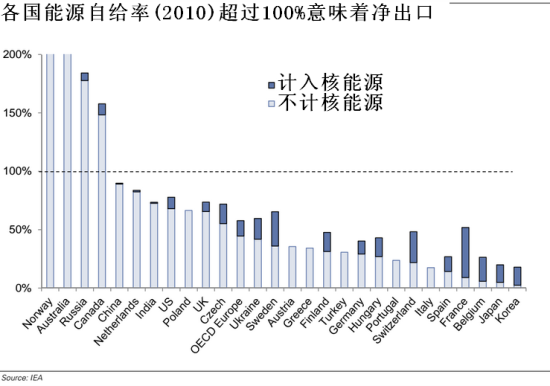 各国能源自给率(2010)超过100%意味着净出口
200%
150%
100%
50%
0%
计入核能源
不计核能源
Norway
Australia
Russia
Canada
China
Netherlands
India
US
Poland
UK
Czech
OECD Europe
Ukraine
Sweden
Austria
Greece
Finland
Turkey
Germany
Hungary
Portugal
Switzerland
Italy
Spain
France
Belgium
Japan
Korea
Source: IEA